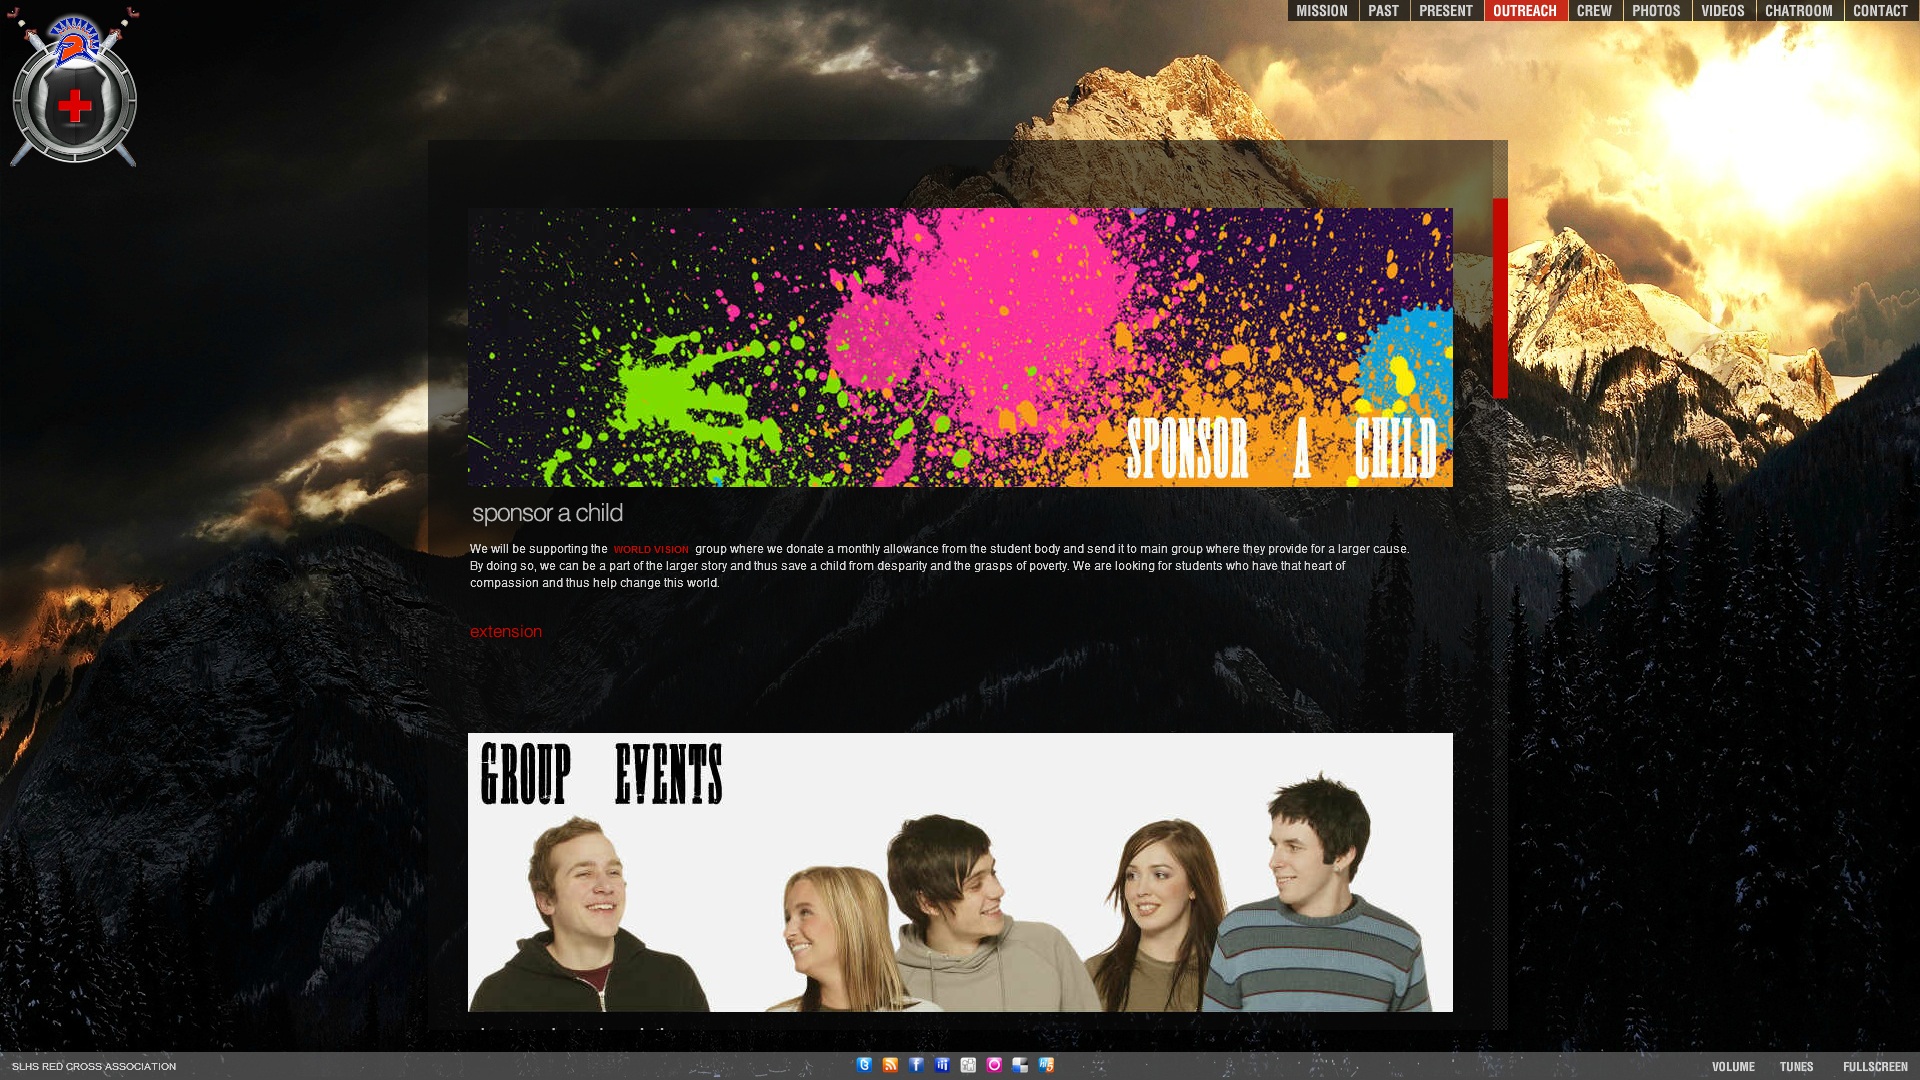 MISSION PAST PRESENT OUTREACH CREW PHOTOS VIDEOS CHATROOM CONTACT
SPONSOR A CHILD
sponsor a child
We will be supporting the WORLD VISION group where we donate a monthly allowance from the student body and send it to main group where they provide for a larger cause.
By doing so, we can be a part of the larger story and thus save a child from desparity and the grasps of poverty. We are looking for students who have that heart of
compassion and thus help change this world.
extension
GROUP EVENTS
SLHS RED CROSS ASSOCIATION
VOLUME TUNES FULLSCREEN